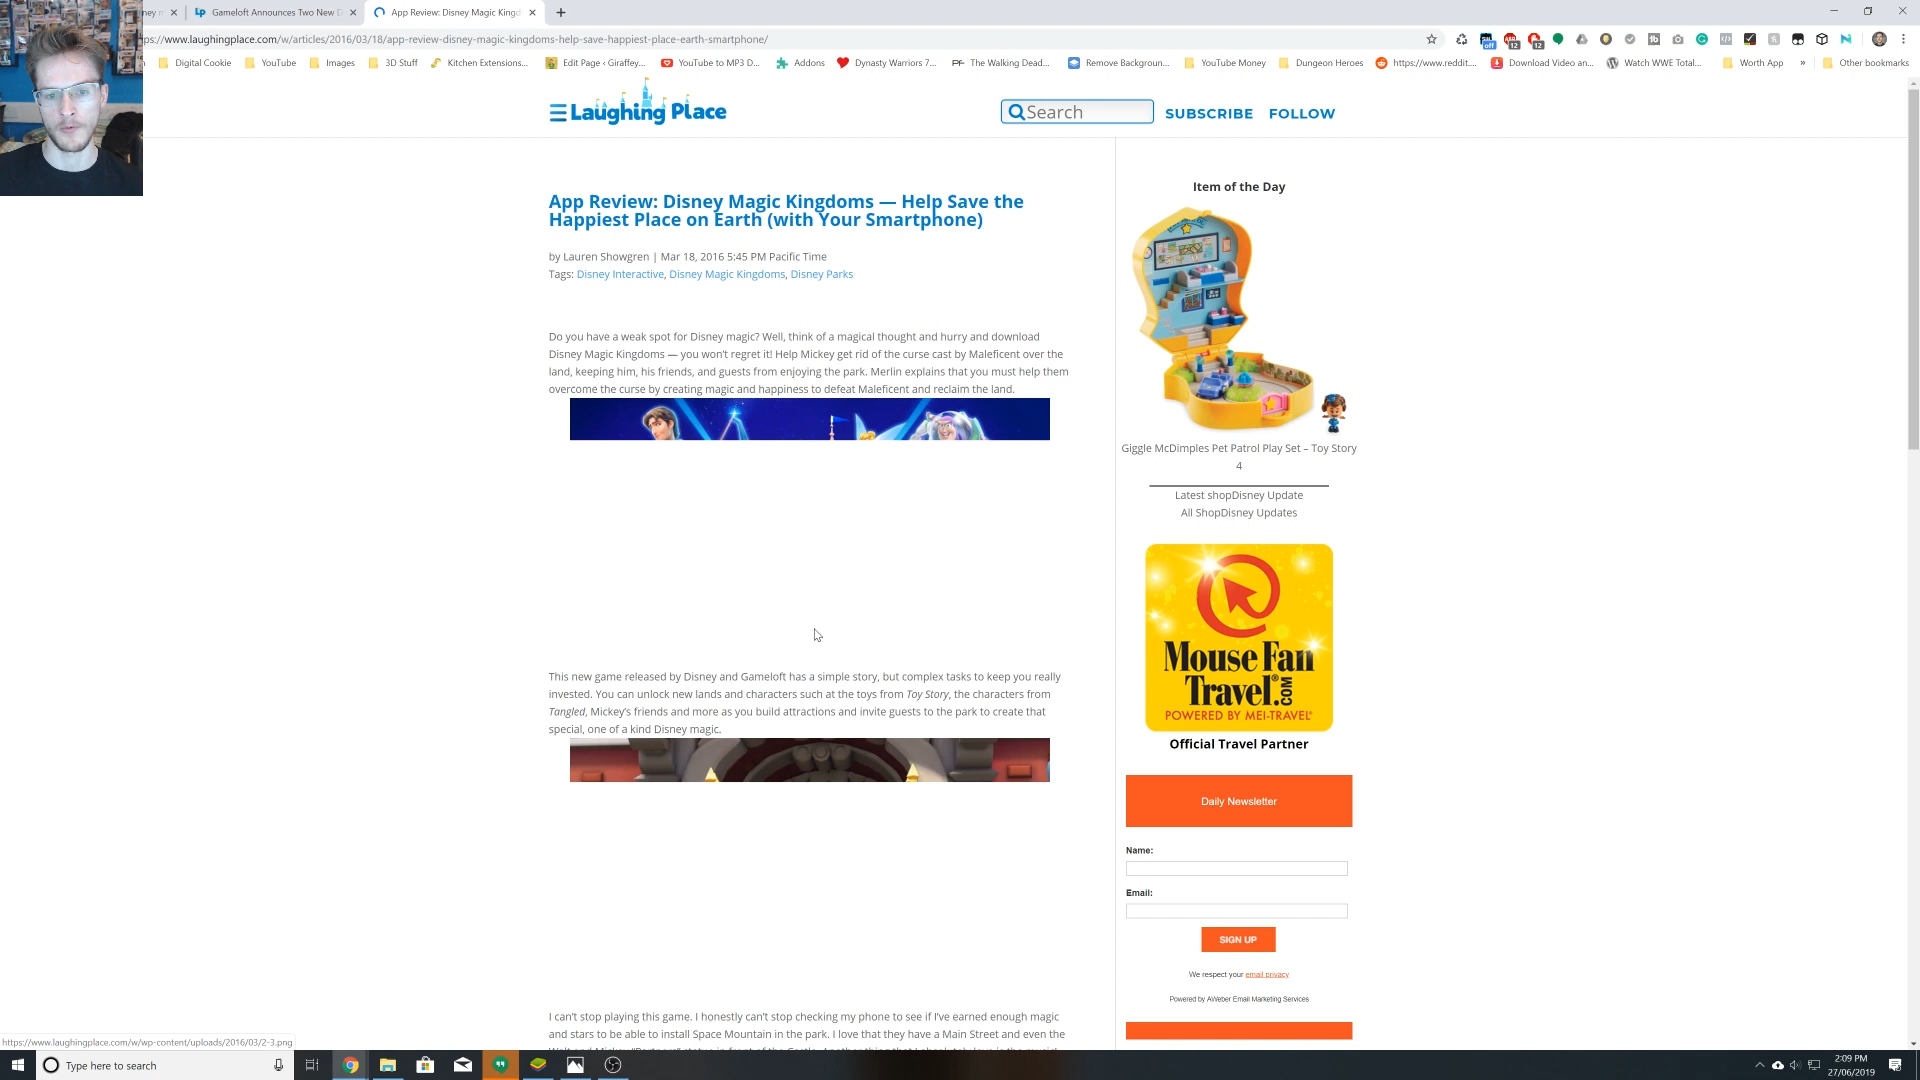 ney m
Gameloft Announces Two New D
App Review: Disney Magic Kingd
ps://www.laughingplace.com/w/articles/2016/03/18/app-review-disney-magic-kingdoms-help-save-happiest-place-earth-smartphone/
off
12
12
Digital Cookie
YouTube
Images
3D Stuff
Kitchen Extensions...
Edit Page ‹ Giraffey...
YouTube to MP3 D...
Addons
Dynasty Warriors 7...
The Walking Dead...
Remove Backgroun...
YouTube Money
Dungeon Heroes
https://www.reddit....
Download Video an...
Watch WWE Total...
Worth App
»
Other bookmarks
Laughing Place
Search
SUBSCRIBE
FOLLOW
App Review: Disney Magic Kingdoms — Help Save the
Happiest Place on Earth (with Your Smartphone)
by Lauren Showgren | Mar 18, 2016 5:45 PM Pacific Time
Tags: Disney Interactive, Disney Magic Kingdoms, Disney Parks
Do you have a weak spot for Disney magic? Well, think of a magical thought and hurry and download
Disney Magic Kingdoms — you won't regret it! Help Mickey get rid of the curse cast by Maleficent over the
land, keeping him, his friends, and guests from enjoying the park. Merlin explains that you must help them
overcome the curse by creating magic and happiness to defeat Maleficent and reclaim the land.
This new game released by Disney and Gameloft has a simple story, but complex tasks to keep you really
invested. You can unlock new lands and characters such at the toys from Toy Story, the characters from
Tangled, Mickey's friends and more as you build attractions and invite guests to the park to create that
special, one of a kind Disney magic.
I can't stop playing this game. I honestly can't stop checking my phone to see if I've earned enough magic
and stars to be able to install Space Mountain in the park. I love that they have a Main Street and even the
Item of the Day
Giggle McDimples Pet Patrol Play Set – Toy Story
4
Latest shopDisney Update
All ShopDisney Updates
Mouse Fan
Travel.COM
POWERED BY MEI-TRAVEL
Official Travel Partner
Daily Newsletter
Name:
Email:
SIGN UP
We respect your email privacy
Powered by AWeber Email Marketing Services
https://www.laughingplace.com/w/wp-content/uploads/2016/03/2-3.png
Type here to search
2:09 PM
27/06/2019